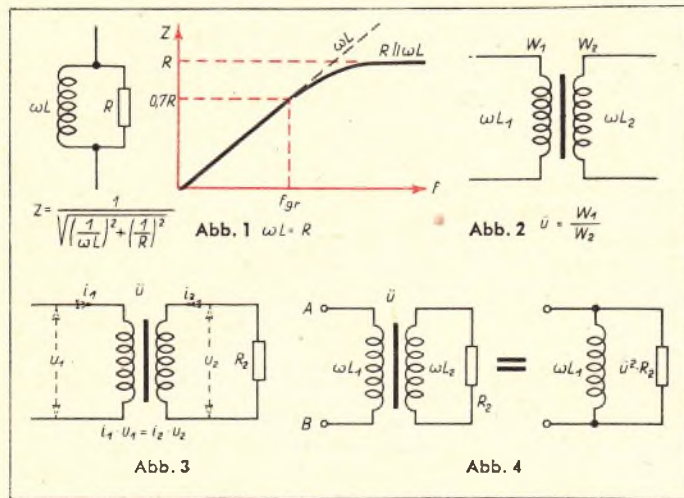 ωL
R
Z = 1 / √((1/ωL)² + (1/R)²)
Z
R
0,7R
ωL
R || ωL
Fgr
F
Abb. 1 ωL = R
W₁ W₂
ωL₁ ωL₂
Abb. 2 ü = W₁/W₂
i₁ ü i₂
u₁ u₂ R₂
i₁ · u₁ = i₂ · u₂
Abb. 3
A ü
ωL₁ ωL₂ R₂ = ωL₁ ü²·R₂
B
Abb. 4